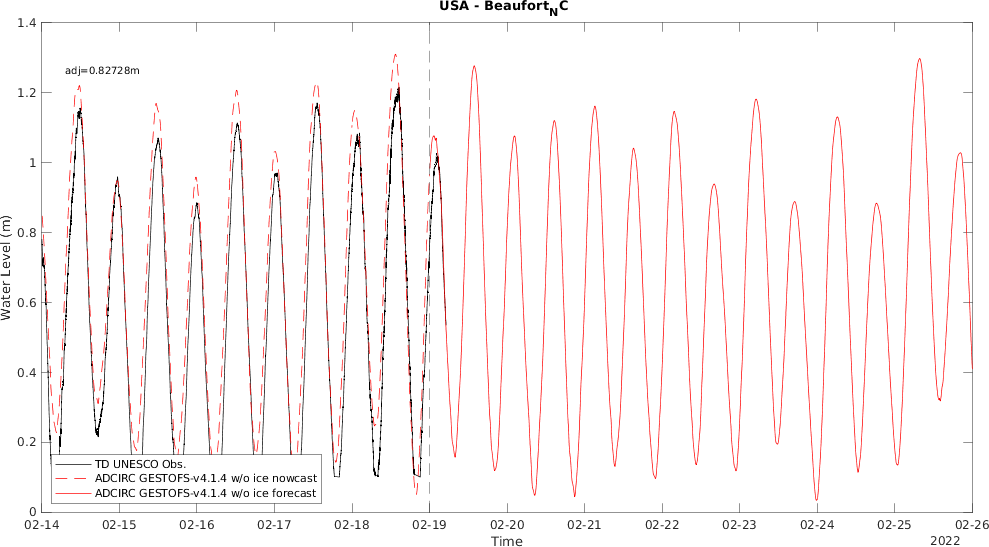 USA - Beaufort_NC
1.4
adj=0.82728m
1.2
1
0.8
0.6
0.4
0.2
0
Water Level (m)
TD UNESCO Obs.
ADCIRC GESTOFS-v4.1.4 w/o ice nowcast
ADCIRC GESTOFS-v4.1.4 w/o ice forecast
02-14 02-15 02-16 02-17 02-18 02-19 02-20 02-21 02-22 02-23 02-24 02-25 02-26
Time
2022